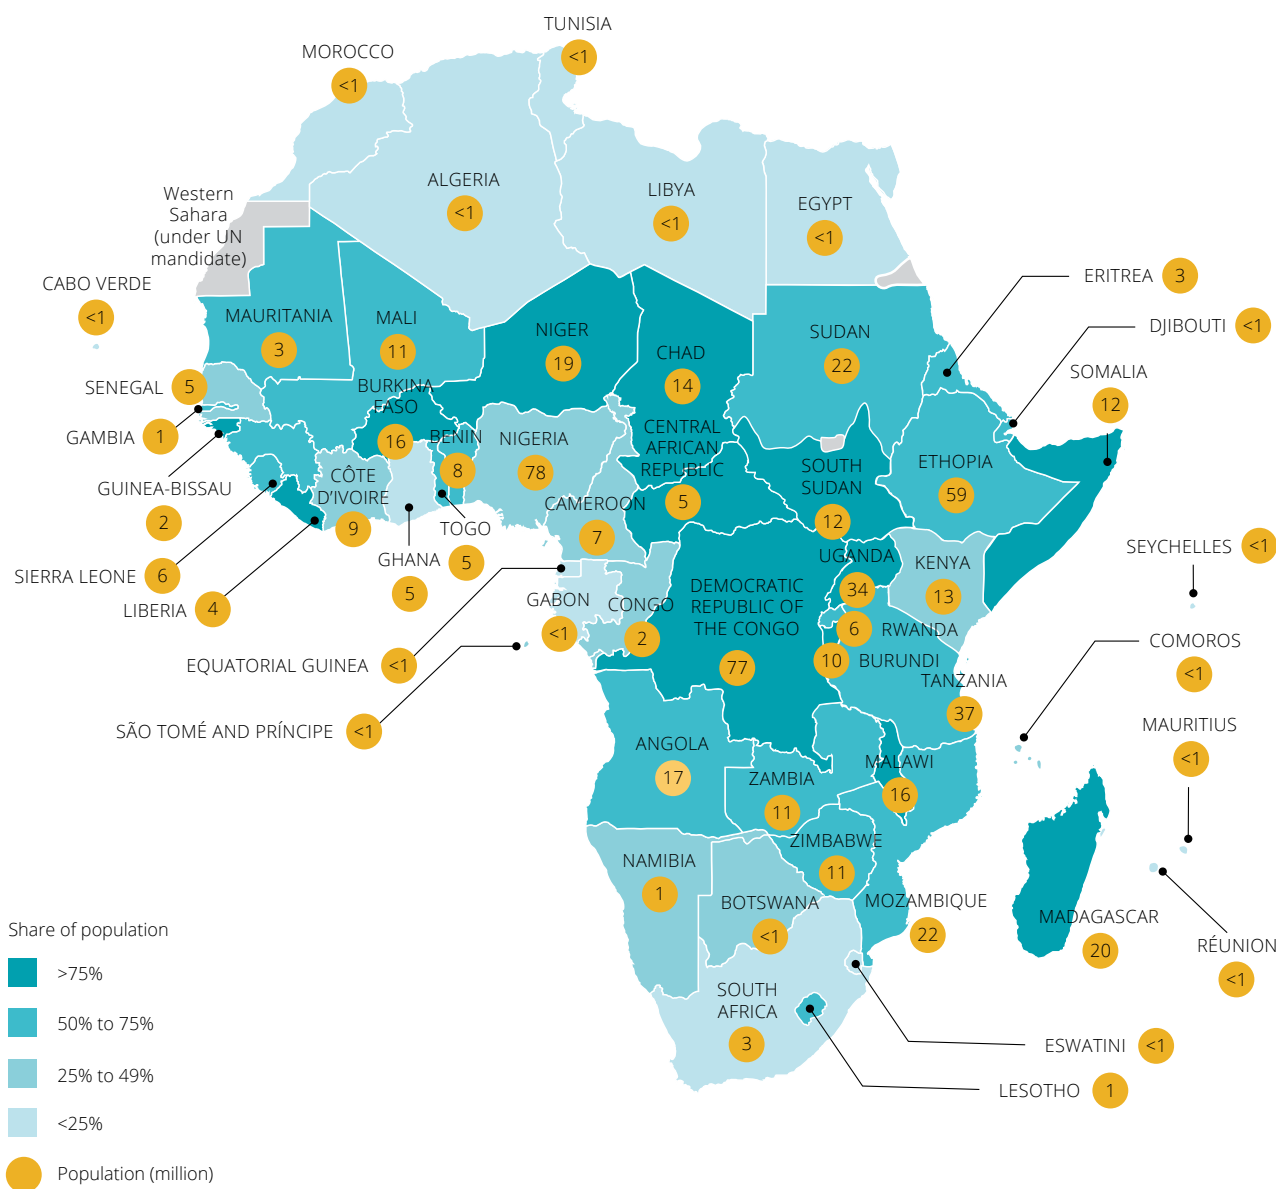 TUNISIA
<1
MOROCCO
<1
ALGERIA
<1
LIBYA
<1
EGYPT
<1
Western
Sahara
(under UN
mandate)
CABO VERDE
<1
MAURITANIA
3
MALI
11
NIGER
19
CHAD
14
SUDAN
22
ERITREA 3
DJIBOUTI <1
SOMALIA
12
SENEGAL 5
GAMBIA 1
BURKINA
FASO
16
BENIN
8
NIGERIA
78
CENTRAL
AFRICAN
REPUBLIC
5
SOUTH
SUDAN
12
ETHOPIA
59
GUINEA-BISSAU
2
CÔTE
D’IVOIRE
9
CAMEROON
7
TOGO
5
GHANA
5
SIERRA LEONE 6
LIBERIA 4
UGANDA
34
KENYA
13
SEYCHELLES <1
GABON
<1
CONGO
2
DEMOCRATIC
REPUBLIC OF
THE CONGO
77
6 RWANDA
10 BURUNDI
TANZANIA
37
COMOROS
<1
EQUATORIAL GUINEA <1
SÃO TOMÉ AND PRÍNCIPE <1
MAURITIUS
<1
ANGOLA
17
ZAMBIA
11
MALAWI
16
ZIMBABWE
11
NAMIBIA
1
BOTSWANA
<1
MOZAMBIQUE
22
MADAGASCAR
20
RÉUNION
<1
SOUTH
AFRICA
3
ESWATINI <1
LESOTHO 1
Share of population
>75%
50% to 75%
25% to 49%
<25%
Population (million)